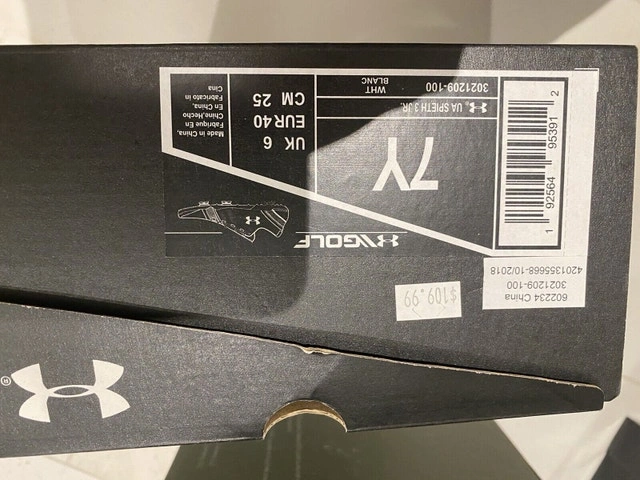 3021209-100
WHT
BLANC
UA SPIETH 3 JR.
7Y
UK 6
EUR 40
CM 25
Made in China.
Fabriqué En
Chine.Hecho
En China.
Fabricato in
Cina
1 92564 95391 2
GOLF
602234 China
3021209-100
4201355668-10/2018
$109.99
®